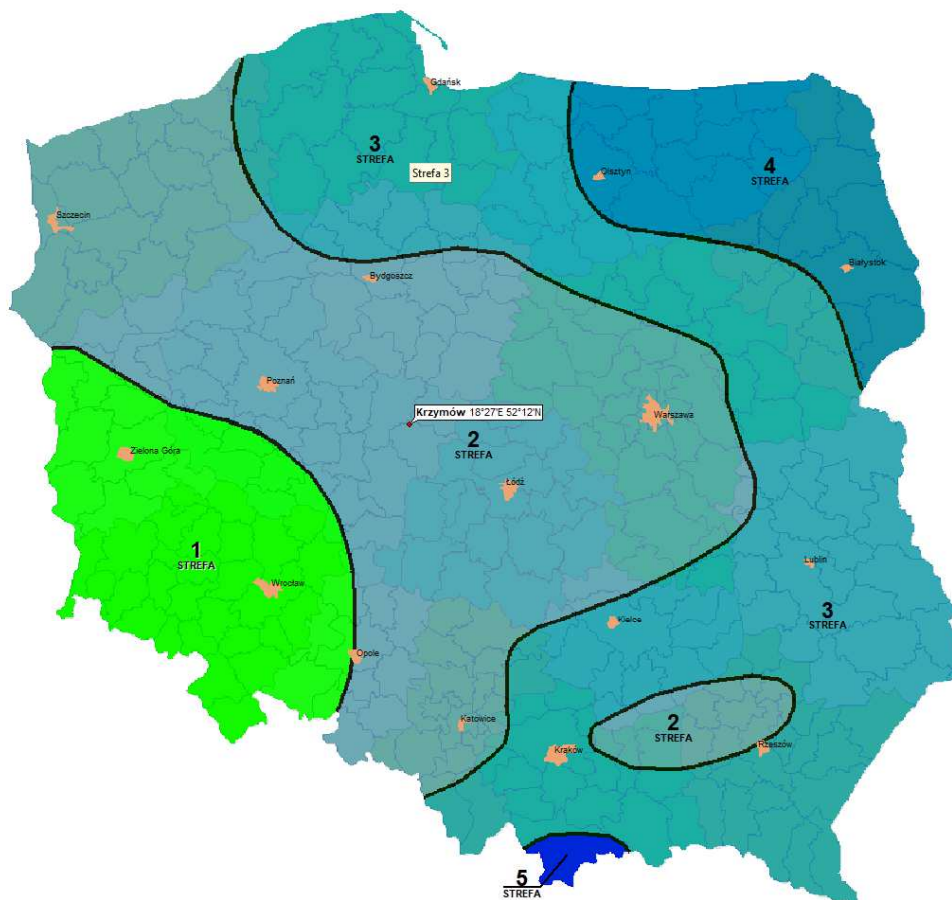 Gdańsk
3
STREFA
Strefa 3
4
STREFA
Olsztyn
Szczecin
Białystok
Bydgoszcz
Poznań
Krzymów 18°27'E 52°12'N
Warszawa
2
STREFA
Zielona Góra
Łódź
1
STREFA
Wrocław
Lublin
3
STREFA
Kielce
Opole
Katowice
2
STREFA
Kraków
Rzeszów
5
STREFA